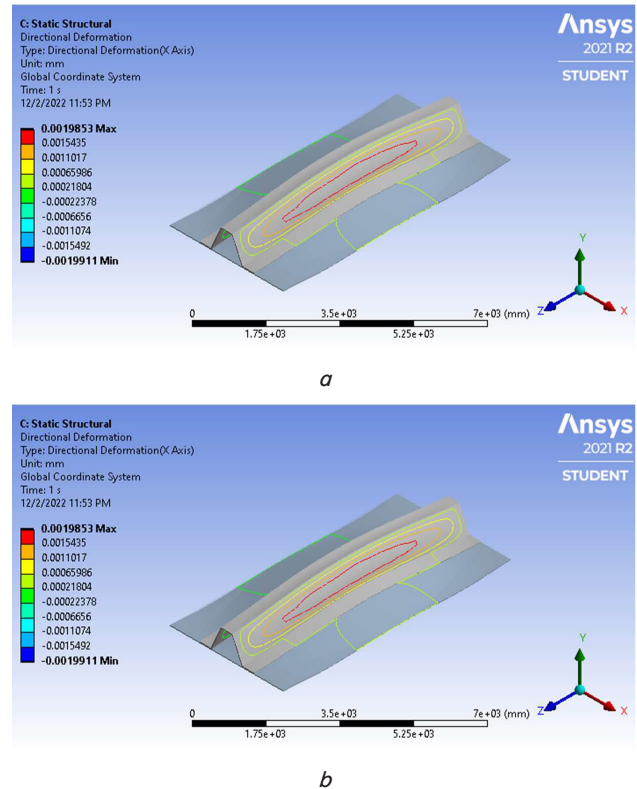 C: Static Structural
Directional Deformation
Type: Directional Deformation(X Axis)
Unit: mm
Global Coordinate System
Time: 1 s
12/2/2022 11:53 PM
0.0019853 Max
0.0015435
0.0011017
0.00065986
0.00021804
-0.00022378
-0.0006656
-0.0011074
-0.0015492
-0.0019911 Min
Ansys
2021 R2
STUDENT
Y
Z
X
0 3.5e+03 7e+03 (mm)
1.75e+03 5.25e+03
a
C: Static Structural
Directional Deformation
Type: Directional Deformation(X Axis)
Unit: mm
Global Coordinate System
Time: 1 s
12/2/2022 11:53 PM
0.0019853 Max
0.0015435
0.0011017
0.00065986
0.00021804
-0.00022378
-0.0006656
-0.0011074
-0.0015492
-0.0019911 Min
Ansys
2021 R2
STUDENT
Y
Z
X
0 3.5e+03 7e+03 (mm)
1.75e+03 5.25e+03
b